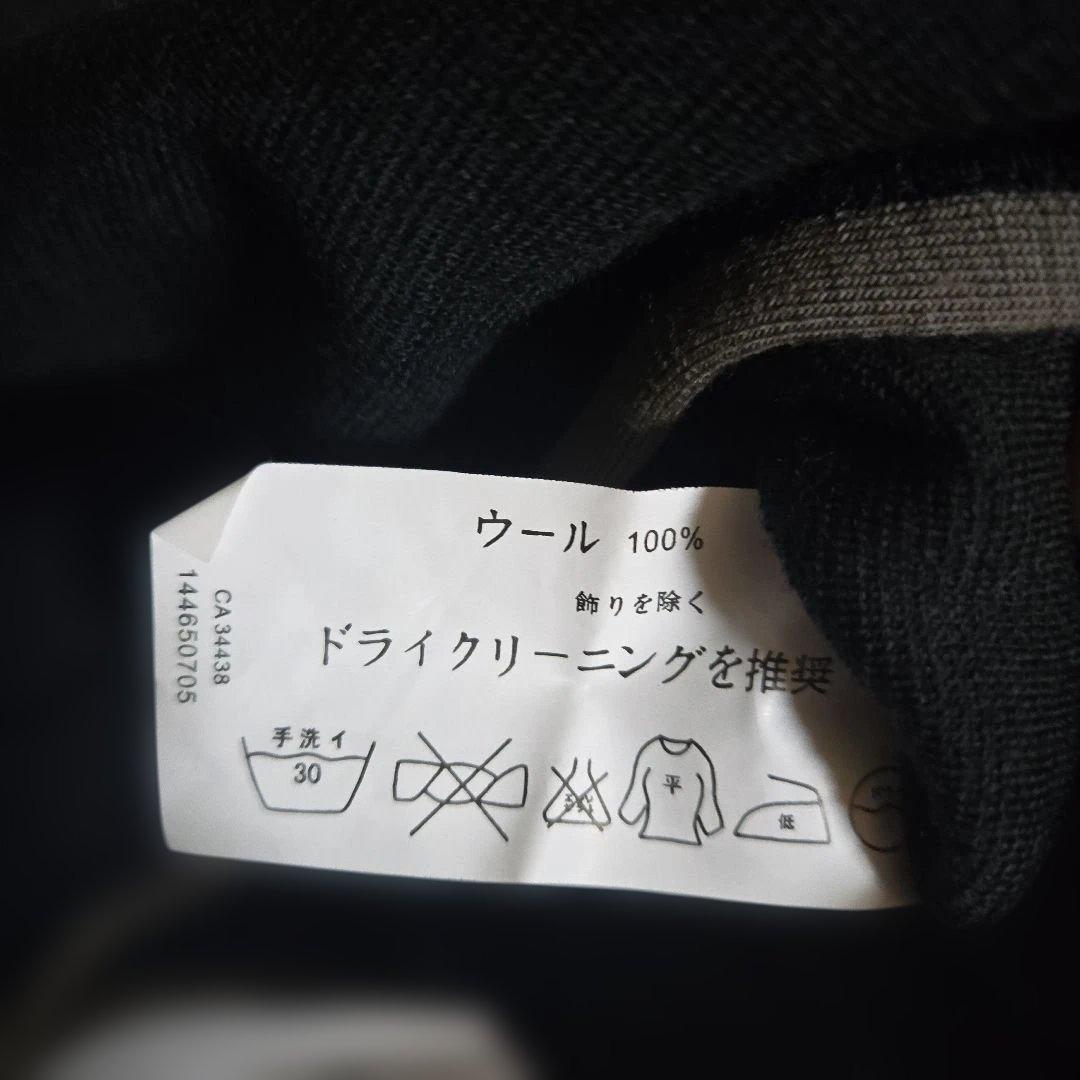 ウール 100%
飾りを除く
ドライクリーニングを推奨
手洗イ
30
平
低
CA34438
144650705